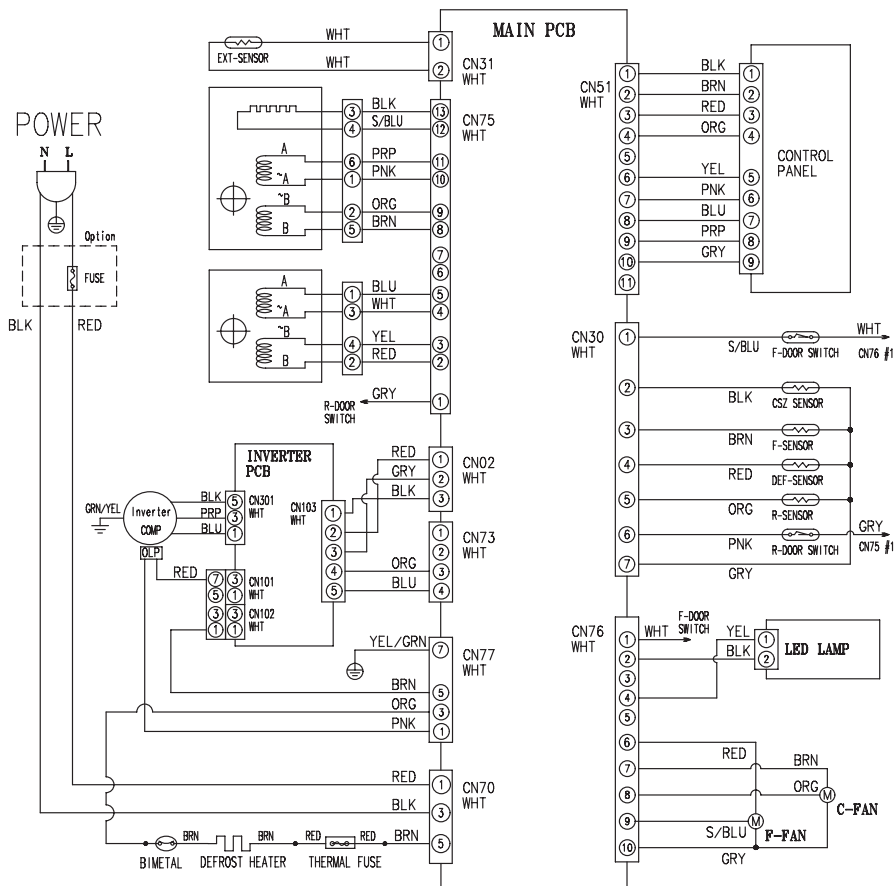 MAIN PCB
WHT
EXT-SENSOR
WHT
1
2
CN31
WHT
POWER
N L
Option
FUSE
BLK
RED
3 BLK 13
4 S/BLU 12
CN75
WHT
A
6 PRP 11
~A
1 PNK 10
~B
2 ORG 9
B
5 BRN 8
7
6
A
1 BLU 5
~A
3 WHT 4
~B
4 YEL 3
B
2 RED 2
R-DOOR
SWITCH
GRY 1
INVERTER
PCB
RED 1
GRY 2
BLK 3
CN02
WHT
GRN/YEL
Inverter
COMP
OLP
BLK 5
PRP 3
BLU 1
CN301
WHT
CN103
WHT
1
2
3
4
5
1
2
ORG 3
BLU 4
CN73
WHT
RED
7 3
5 1
CN101
WHT
3 3
1 1
CN102
WHT
YEL/GRN 7
CN77
WHT
BRN 5
ORG 3
PNK 1
RED 1
BLK 3
BRN 5
CN70
WHT
BRN BRN RED RED
BIMETAL DEFROST HEATER THERMAL FUSE
CN51
WHT
1 BLK 1
2 BRN 2
3 RED 3
4 ORG 4
5
6 YEL 5
7 PNK 6
8 BLU 7
9 PRP 8
10 GRY 9
11
CONTROL
PANEL
CN30
WHT
1 S/BLU F-DOOR SWITCH WHT
CN76 #1
2 BLK CSZ SENSOR
3 BRN F-SENSOR
4 RED DEF-SENSOR
5 ORG R-SENSOR
6 PNK R-DOOR SWITCH GRY
CN75 #1
7 GRY
CN76
WHT
1 WHT
F-DOOR
SWITCH
2
3
4
5
6
7
8
9
10
YEL 1
BLK 2
LED LAMP
RED
BRN
ORG
M
C-FAN
M
S/BLU
F-FAN
GRY